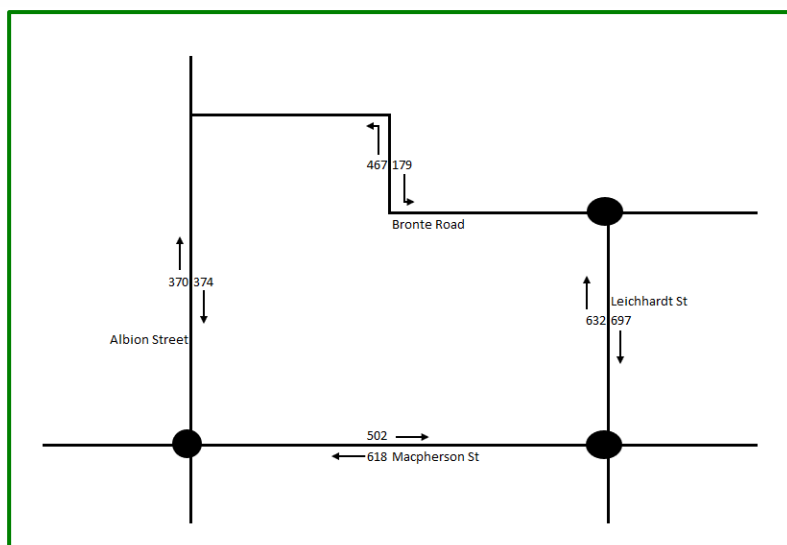 467 179
Bronte Road
370 374
Leichhardt St
632 697
Albion Street
502
618 Macpherson St